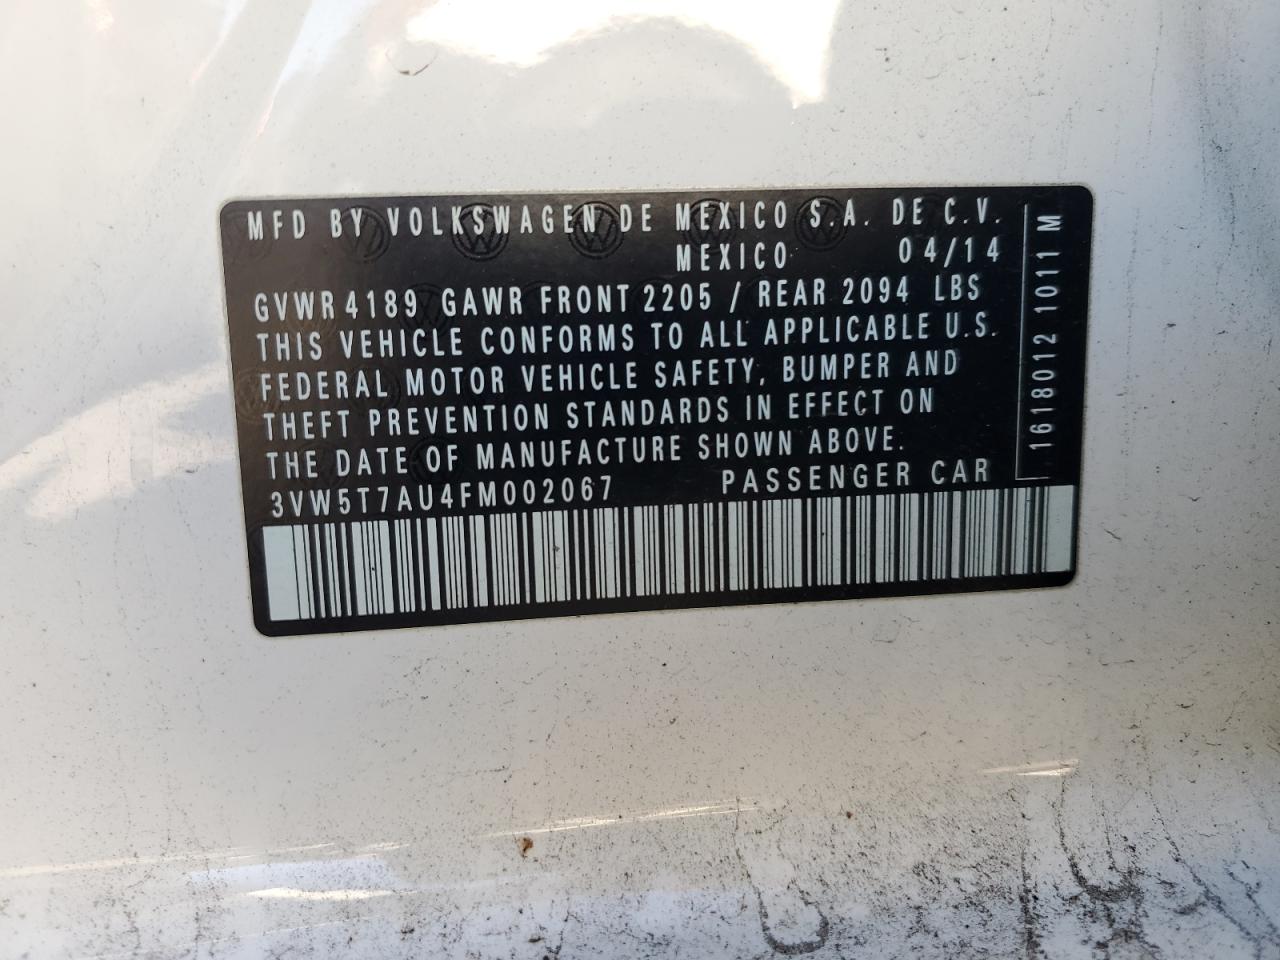 MFD BY VOLKSWAGEN DE MEXICO S.A. DE C.V.
MEXICO 04/14
GVWR 4189 GAWR FRONT 2205 / REAR 2094 LBS
THIS VEHICLE CONFORMS TO ALL APPLICABLE U.S.
FEDERAL MOTOR VEHICLE SAFETY, BUMPER AND
THEFT PREVENTION STANDARDS IN EFFECT ON
THE DATE OF MANUFACTURE SHOWN ABOVE.
3VW5T7AU4FM002067 PASSENGER CAR
1618012 1011 M